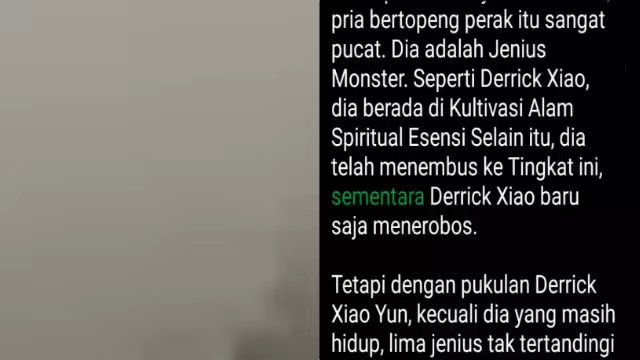 pria bertopeng perak itu sangat
pucat. Dia adalah Jenius
Monster. Seperti Derrick Xiao,
dia berada di Kultivasi Alam
Spiritual Esensi Selain itu, dia
telah menembus ke Tingkat ini,
sementara Derrick Xiao baru
saja menerobos.
Tetapi dengan pukulan Derrick
Xiao Yun, kecuali dia yang masih
hidup, lima jenius tak tertandingi